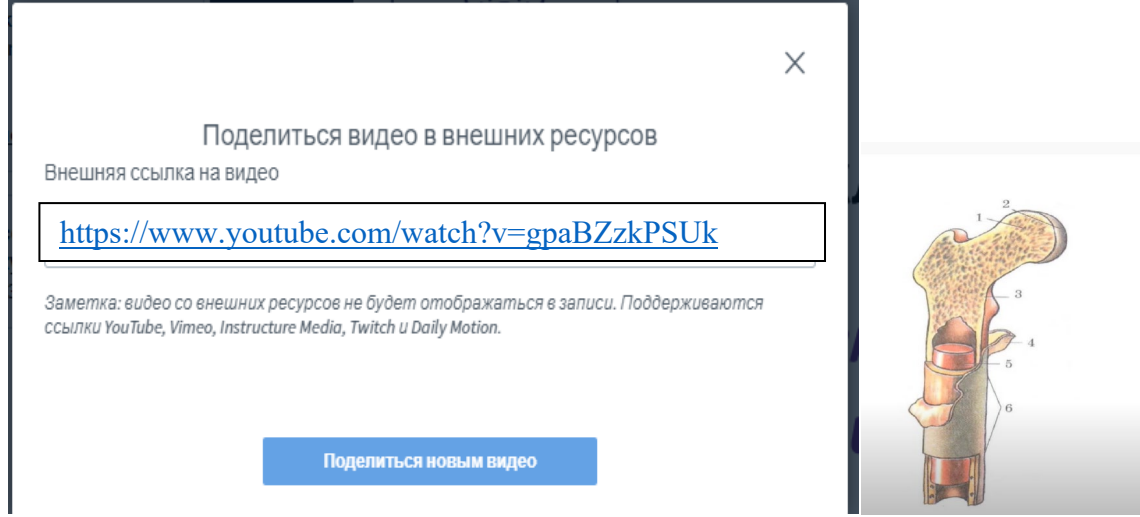 Поделиться видео в внешних ресурсов
Внешняя ссылка на видео
https://www.youtube.com/watch?v=gpaBZzkPSUk
Заметка: видео со внешних ресурсов не будет отображаться в записи. Поддерживаются
ссылки YouTube, Vimeo, Instructure Media, Twitch и Daily Motion.
Поделиться новым видео
2
1
3
4
5
6